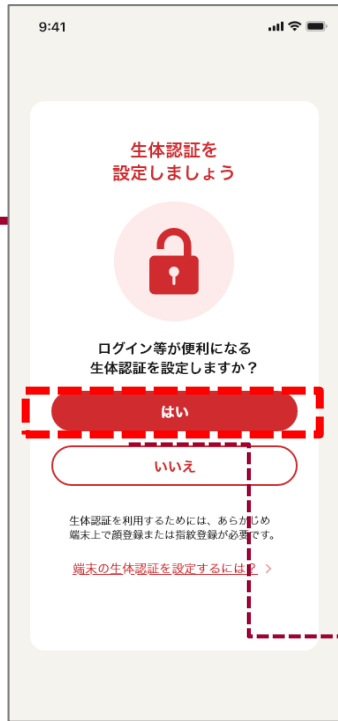 9:41
生体認証を
設定しましょう
ログイン等が便利になる
生体認証を設定しますか？
はい
いいえ
生体認証を利用するためには、あらかじめ
端末上で顔登録または指紋登録が必要です。
端末の生体認証を設定するには？ >